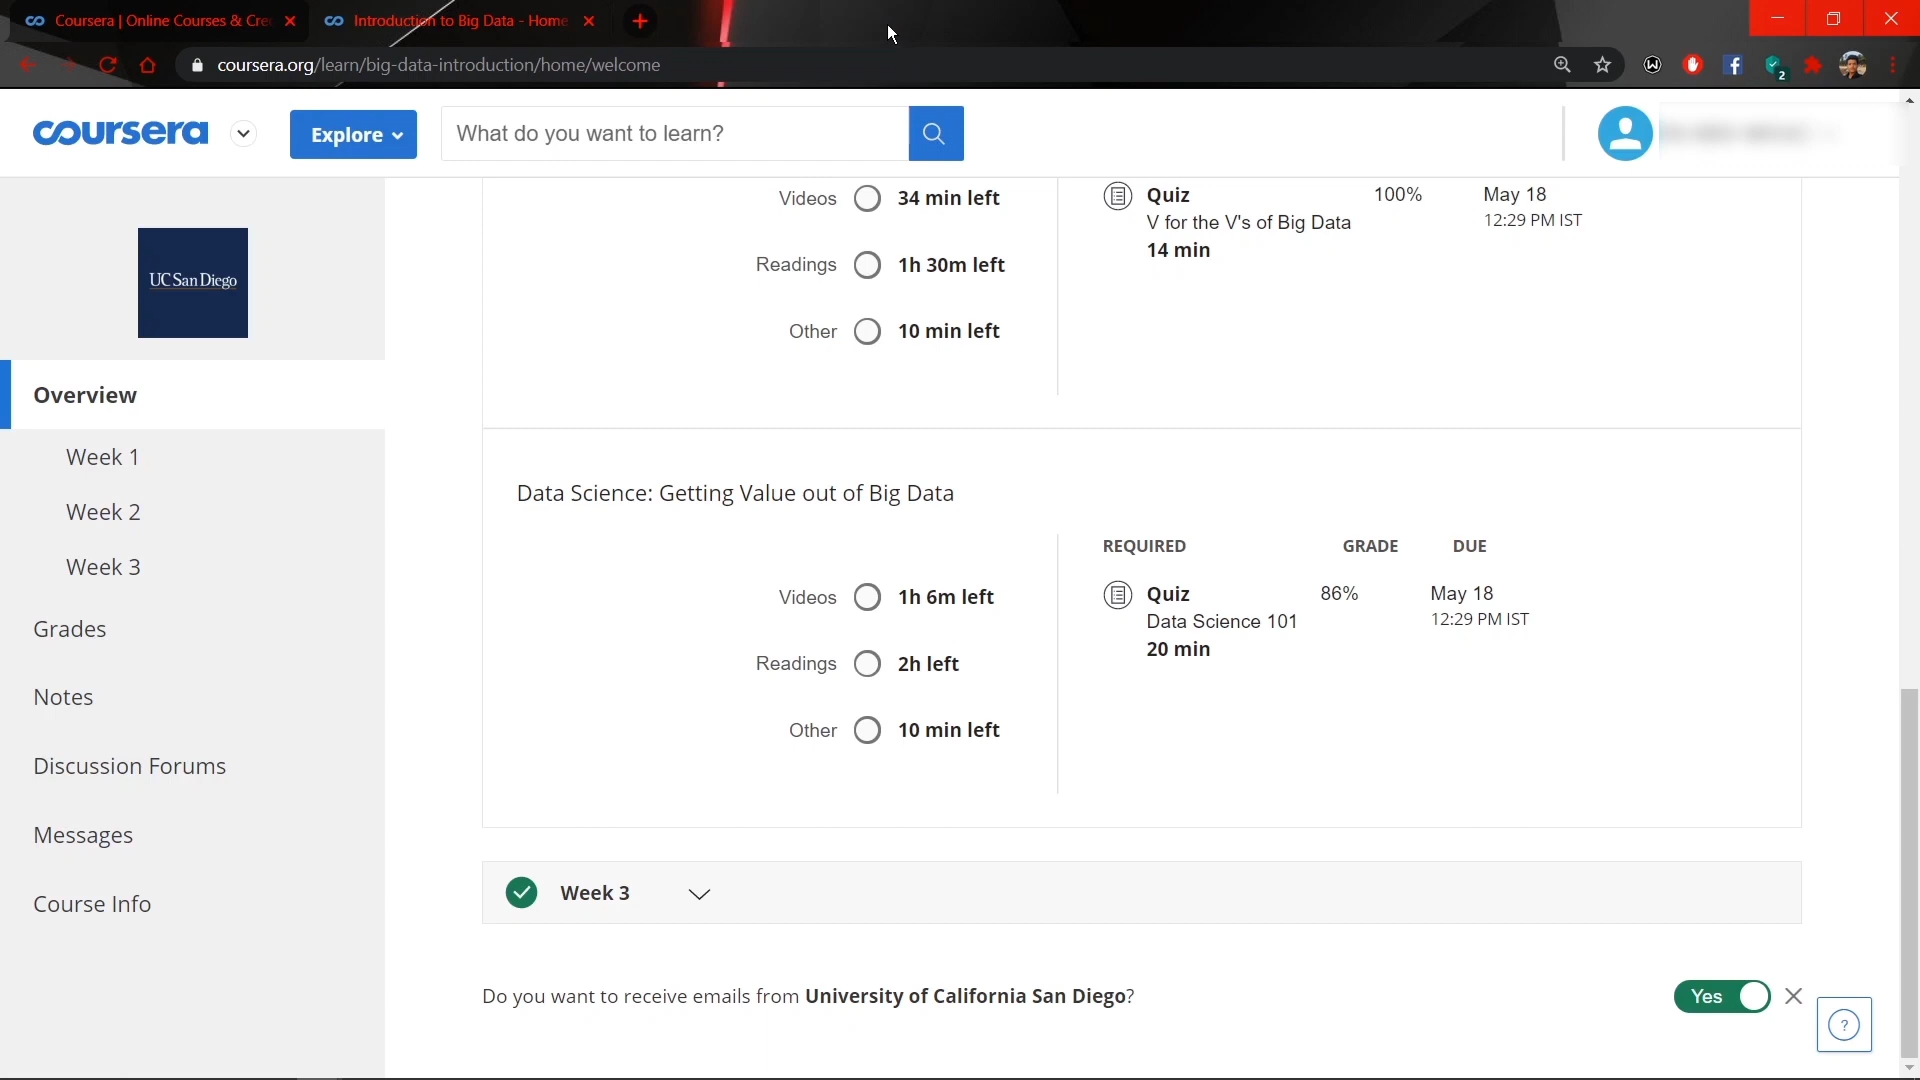 Coursera | Online Courses & Cre
Introduction to Big Data - Home
coursera.org/learn/big-data-introduction/home/welcome
2
coursera
Explore
What do you want to learn?
UC San Diego
Overview
Week 1
Week 2
Week 3
Grades
Notes
Discussion Forums
Messages
Course Info
Videos 34 min left
Readings 1h 30m left
Other 10 min left
Quiz 100% May 18
V for the V's of Big Data 12:29 PM IST
14 min
Data Science: Getting Value out of Big Data
REQUIRED GRADE DUE
Videos 1h 6m left
Readings 2h left
Other 10 min left
Quiz 86% May 18
Data Science 101 12:29 PM IST
20 min
Week 3
Do you want to receive emails from University of California San Diego?
Yes
?